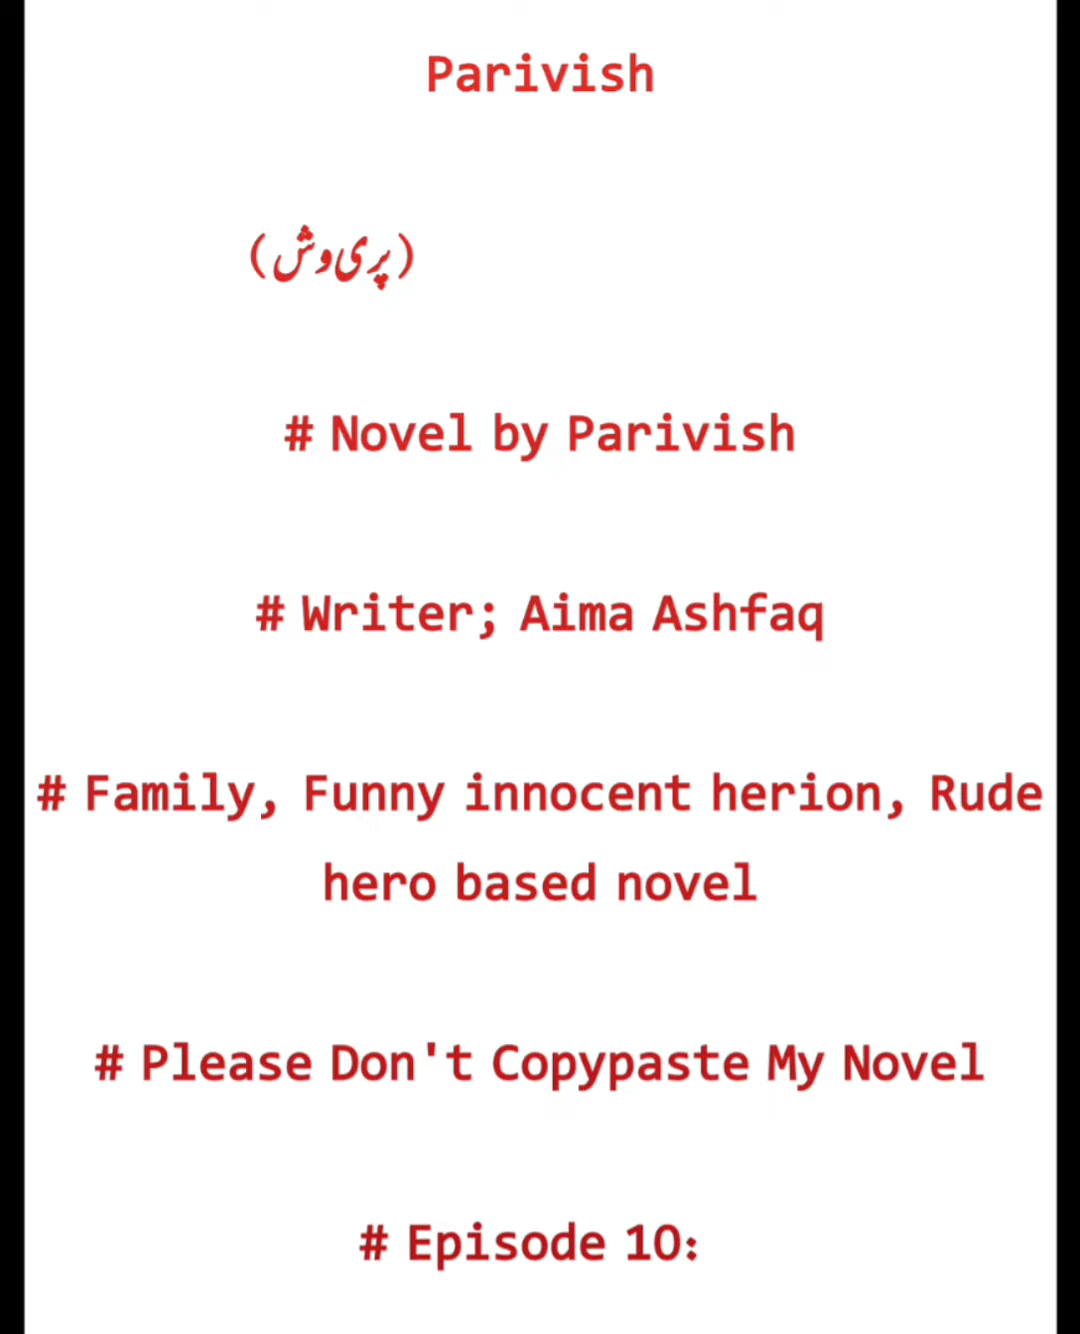 Parivish
(پری وش)
# Novel by Parivish
# Writer; Aima Ashfaq
# Family, Funny innocent herion, Rude
hero based novel
# Please Don't Copypaste My Novel
# Episode 10: